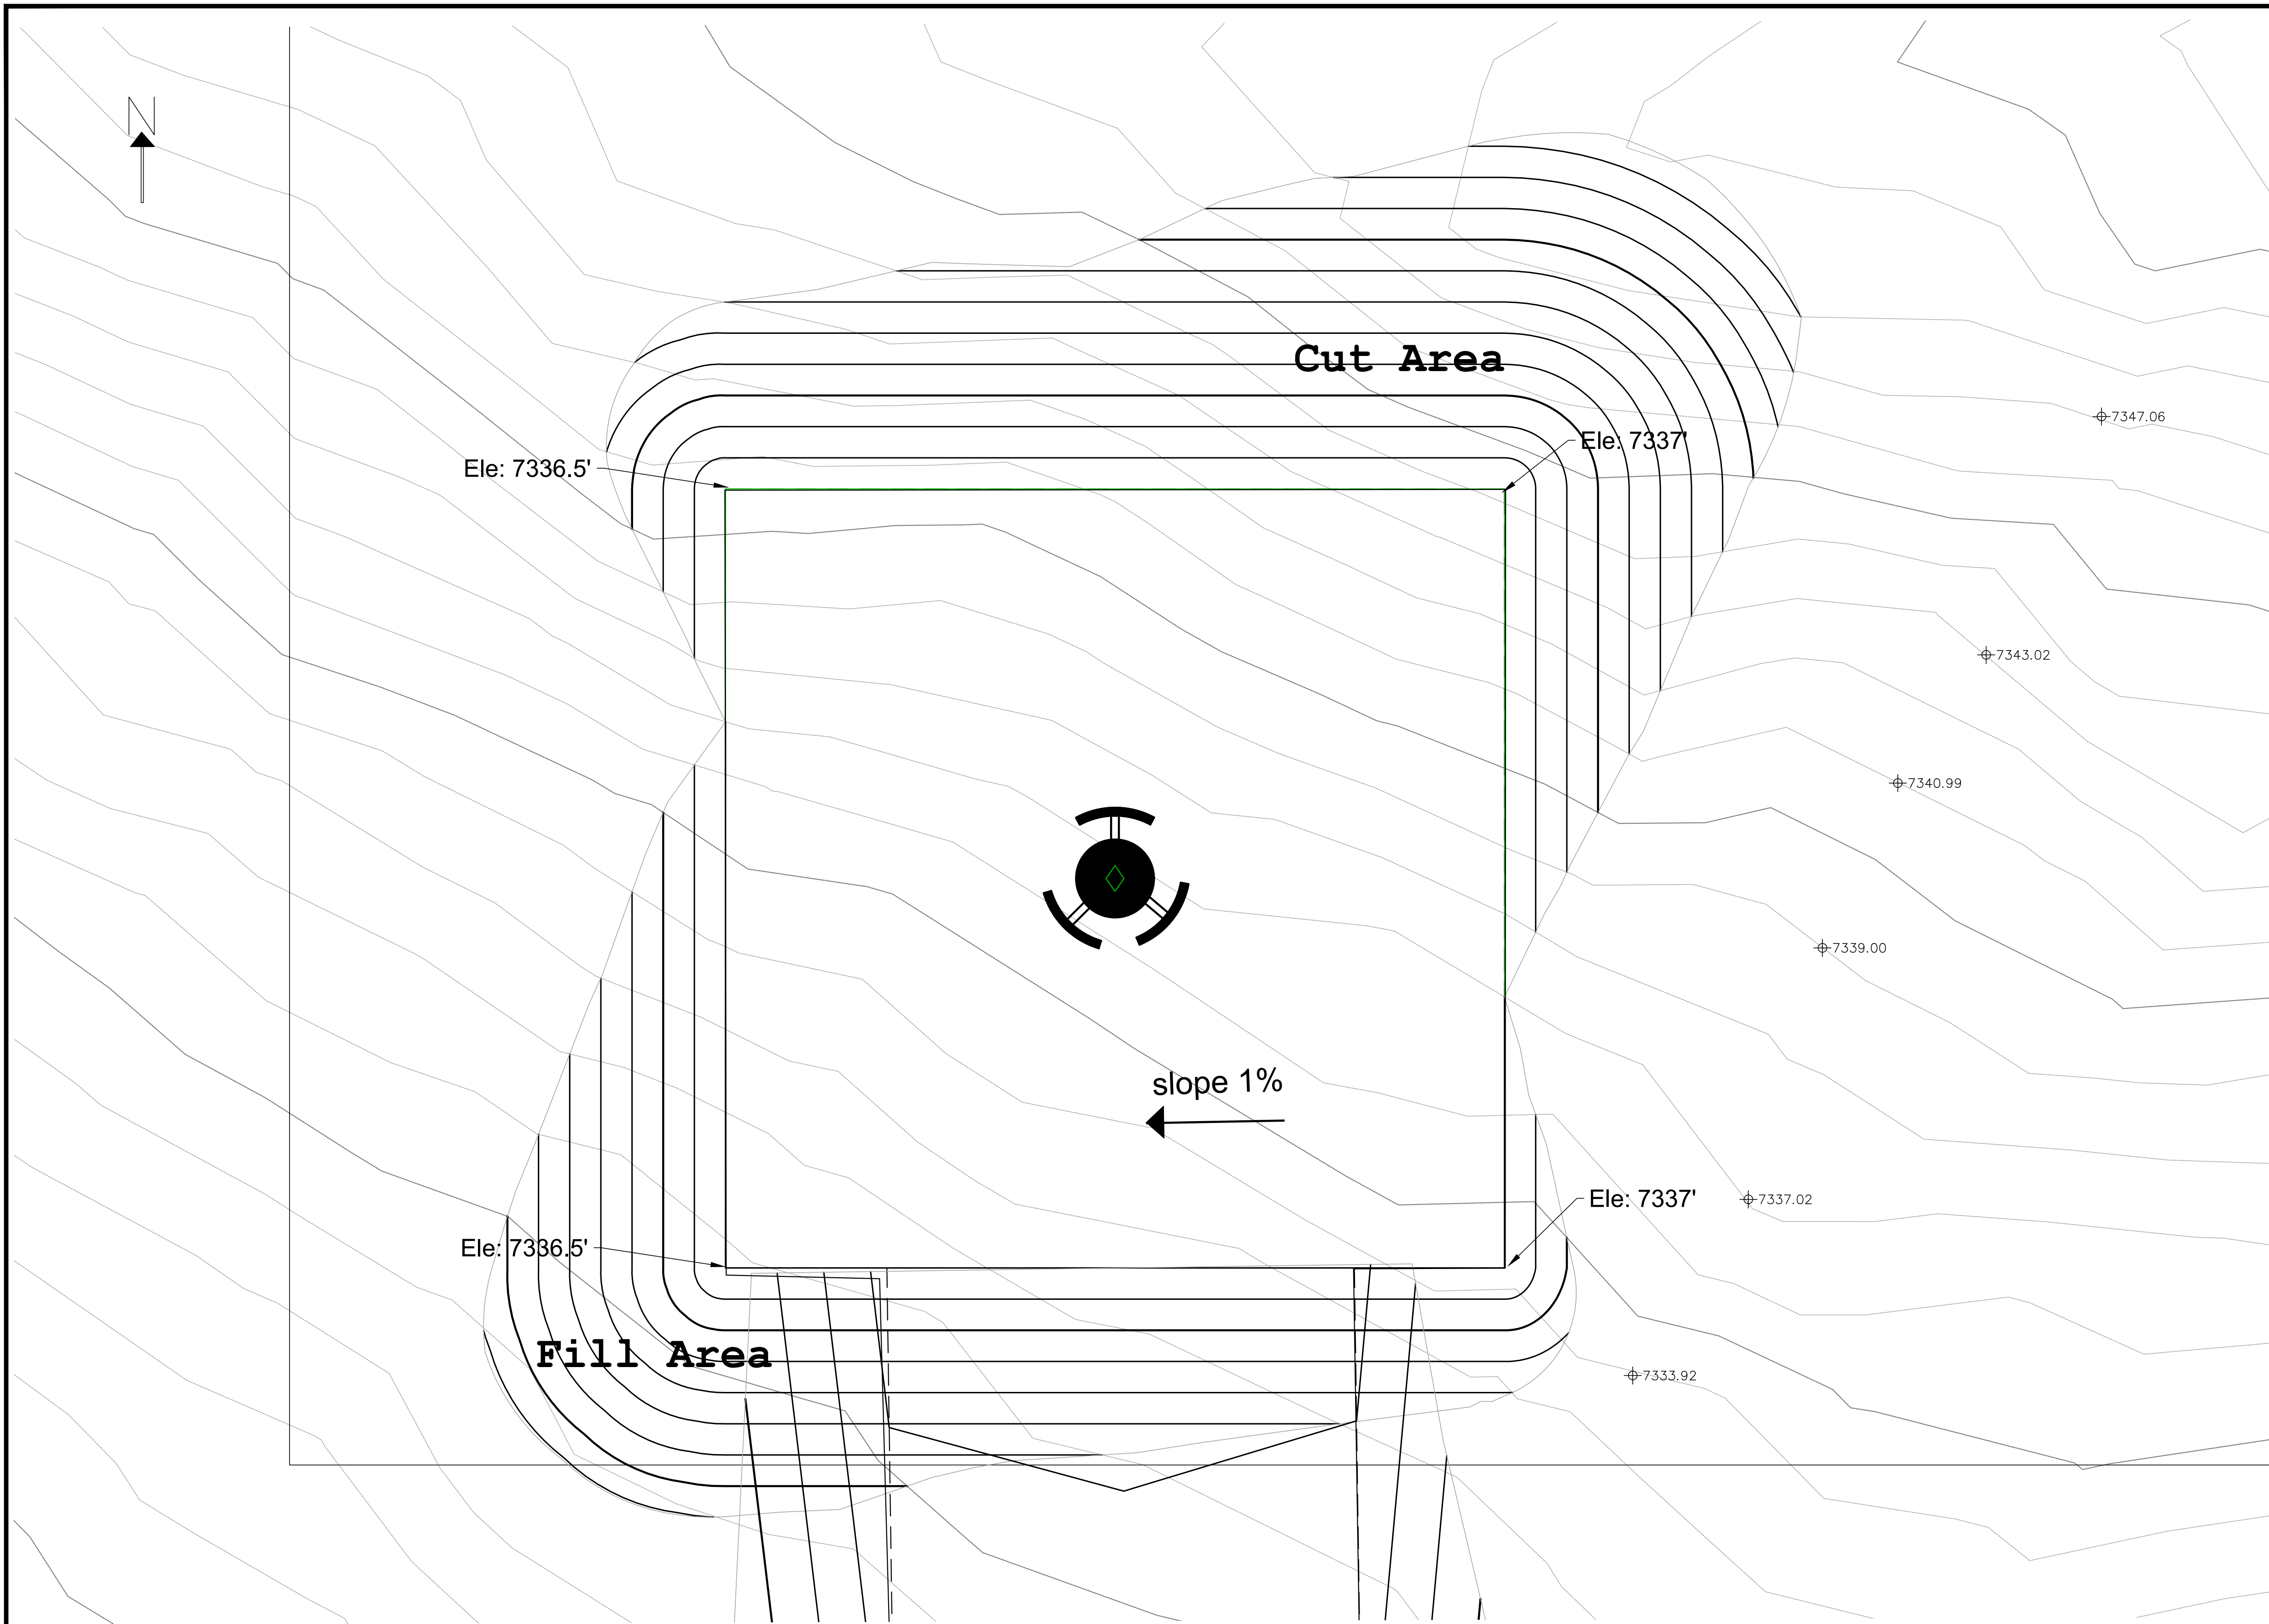 N
Cut Area
7347.06
Ele: 7337'
Ele: 7336.5'
7343.02
7340.99
7339.00
slope 1%
Ele: 7337'
7337.02
Ele: 7336.5'
Fill Area
7333.92